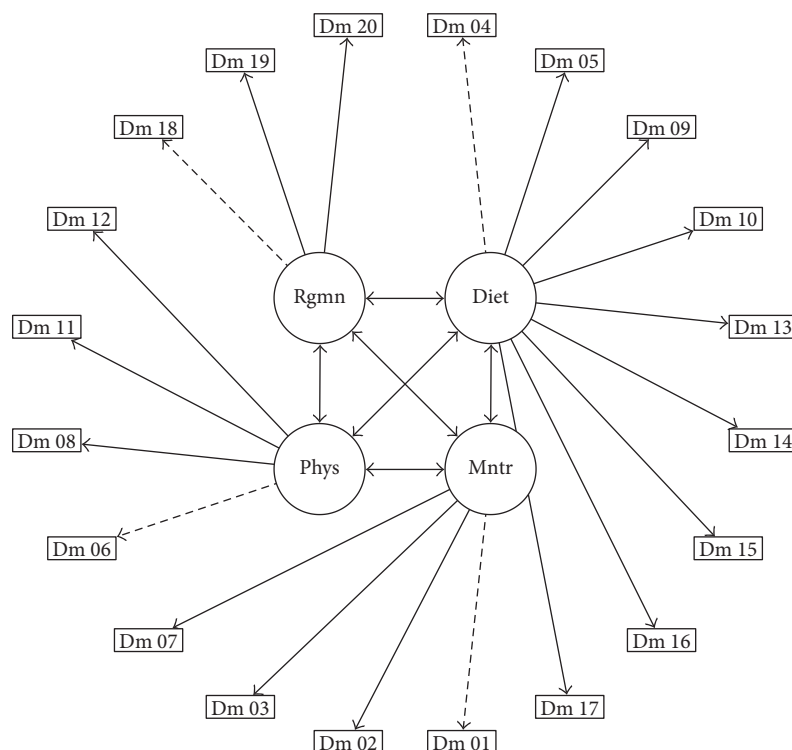 Dm 20
Dm 04
Dm 19
Dm 05
Dm 18
Dm 09
Dm 12
Dm 10
Rgmn
Diet
Dm 11
Dm 13
Dm 08
Dm 14
Phys
Mntr
Dm 06
Dm 15
Dm 07
Dm 16
Dm 03
Dm 17
Dm 02
Dm 01